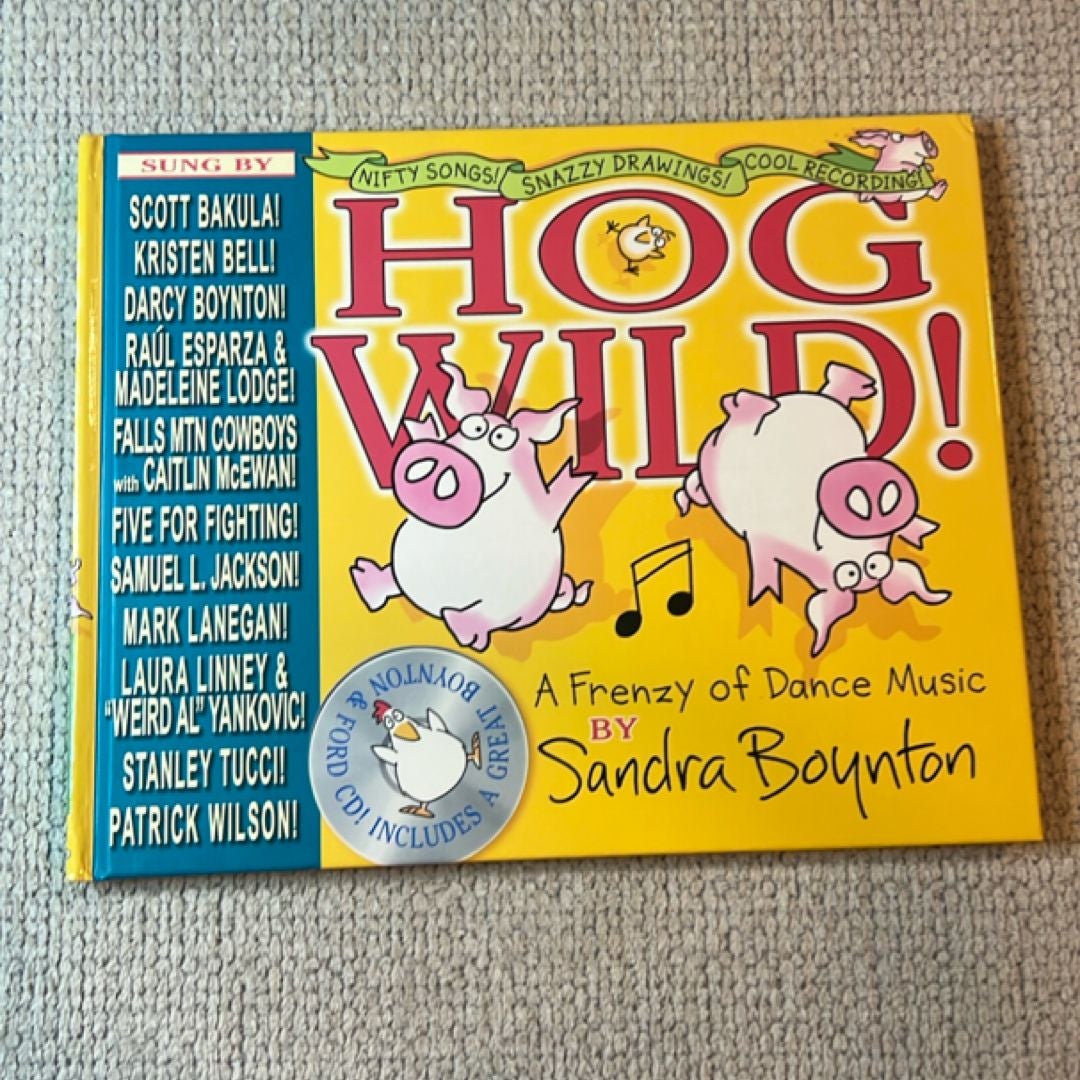 SUNG BY
SCOTT BAKULA!
KRISTEN BELL!
DARCY BOYNTON!
RAÚL ESPARZA &
MADELEINE LODGE!
FALLS MTN COWBOYS
with CAITLIN McEWAN!
FIVE FOR FIGHTING!
SAMUEL L. JACKSON!
MARK LANEGAN!
LAURA LINNEY &
"WEIRD AL" YANKOVIC!
STANLEY TUCCI!
PATRICK WILSON!
NIFTY SONGS! SNAZZY DRAWINGS! COOL RECORDING!
HOG
WILD!
A Frenzy of Dance Music
BY
Sandra Boynton
INCLUDES A GREAT BOYNTON & FORD CD!